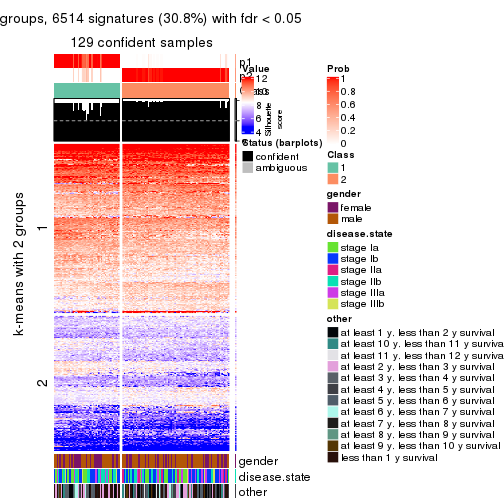 groups, 6514 signatures (30.8%) with fdr < 0.05
129 confident samples
p1
p2
Class
Silhouette
score
k-means with 2 groups
1
2
gender
disease.state
other
Value
12
10
8
6
4
Status (barplots)
confident
ambiguous
Prob
1
0.8
0.6
0.4
0.2
0
Class
1
2
gender
female
male
disease.state
stage Ia
stage Ib
stage IIa
stage IIb
stage IIIa
stage IIIb
other
at least 1 y. less than 2 y survival
at least 10 y. less than 11 y surviva
at least 11 y. less than 12 y surviva
at least 2 y. less than 3 y survival
at least 3 y. less than 4 y survival
at least 4 y. less than 5 y survival
at least 5 y. less than 6 y survival
at least 6 y. less than 7 y survival
at least 7 y. less than 8 y survival
at least 8 y. less than 9 y survival
at least 9 y. less than 10 y survival
less than 1 y survival